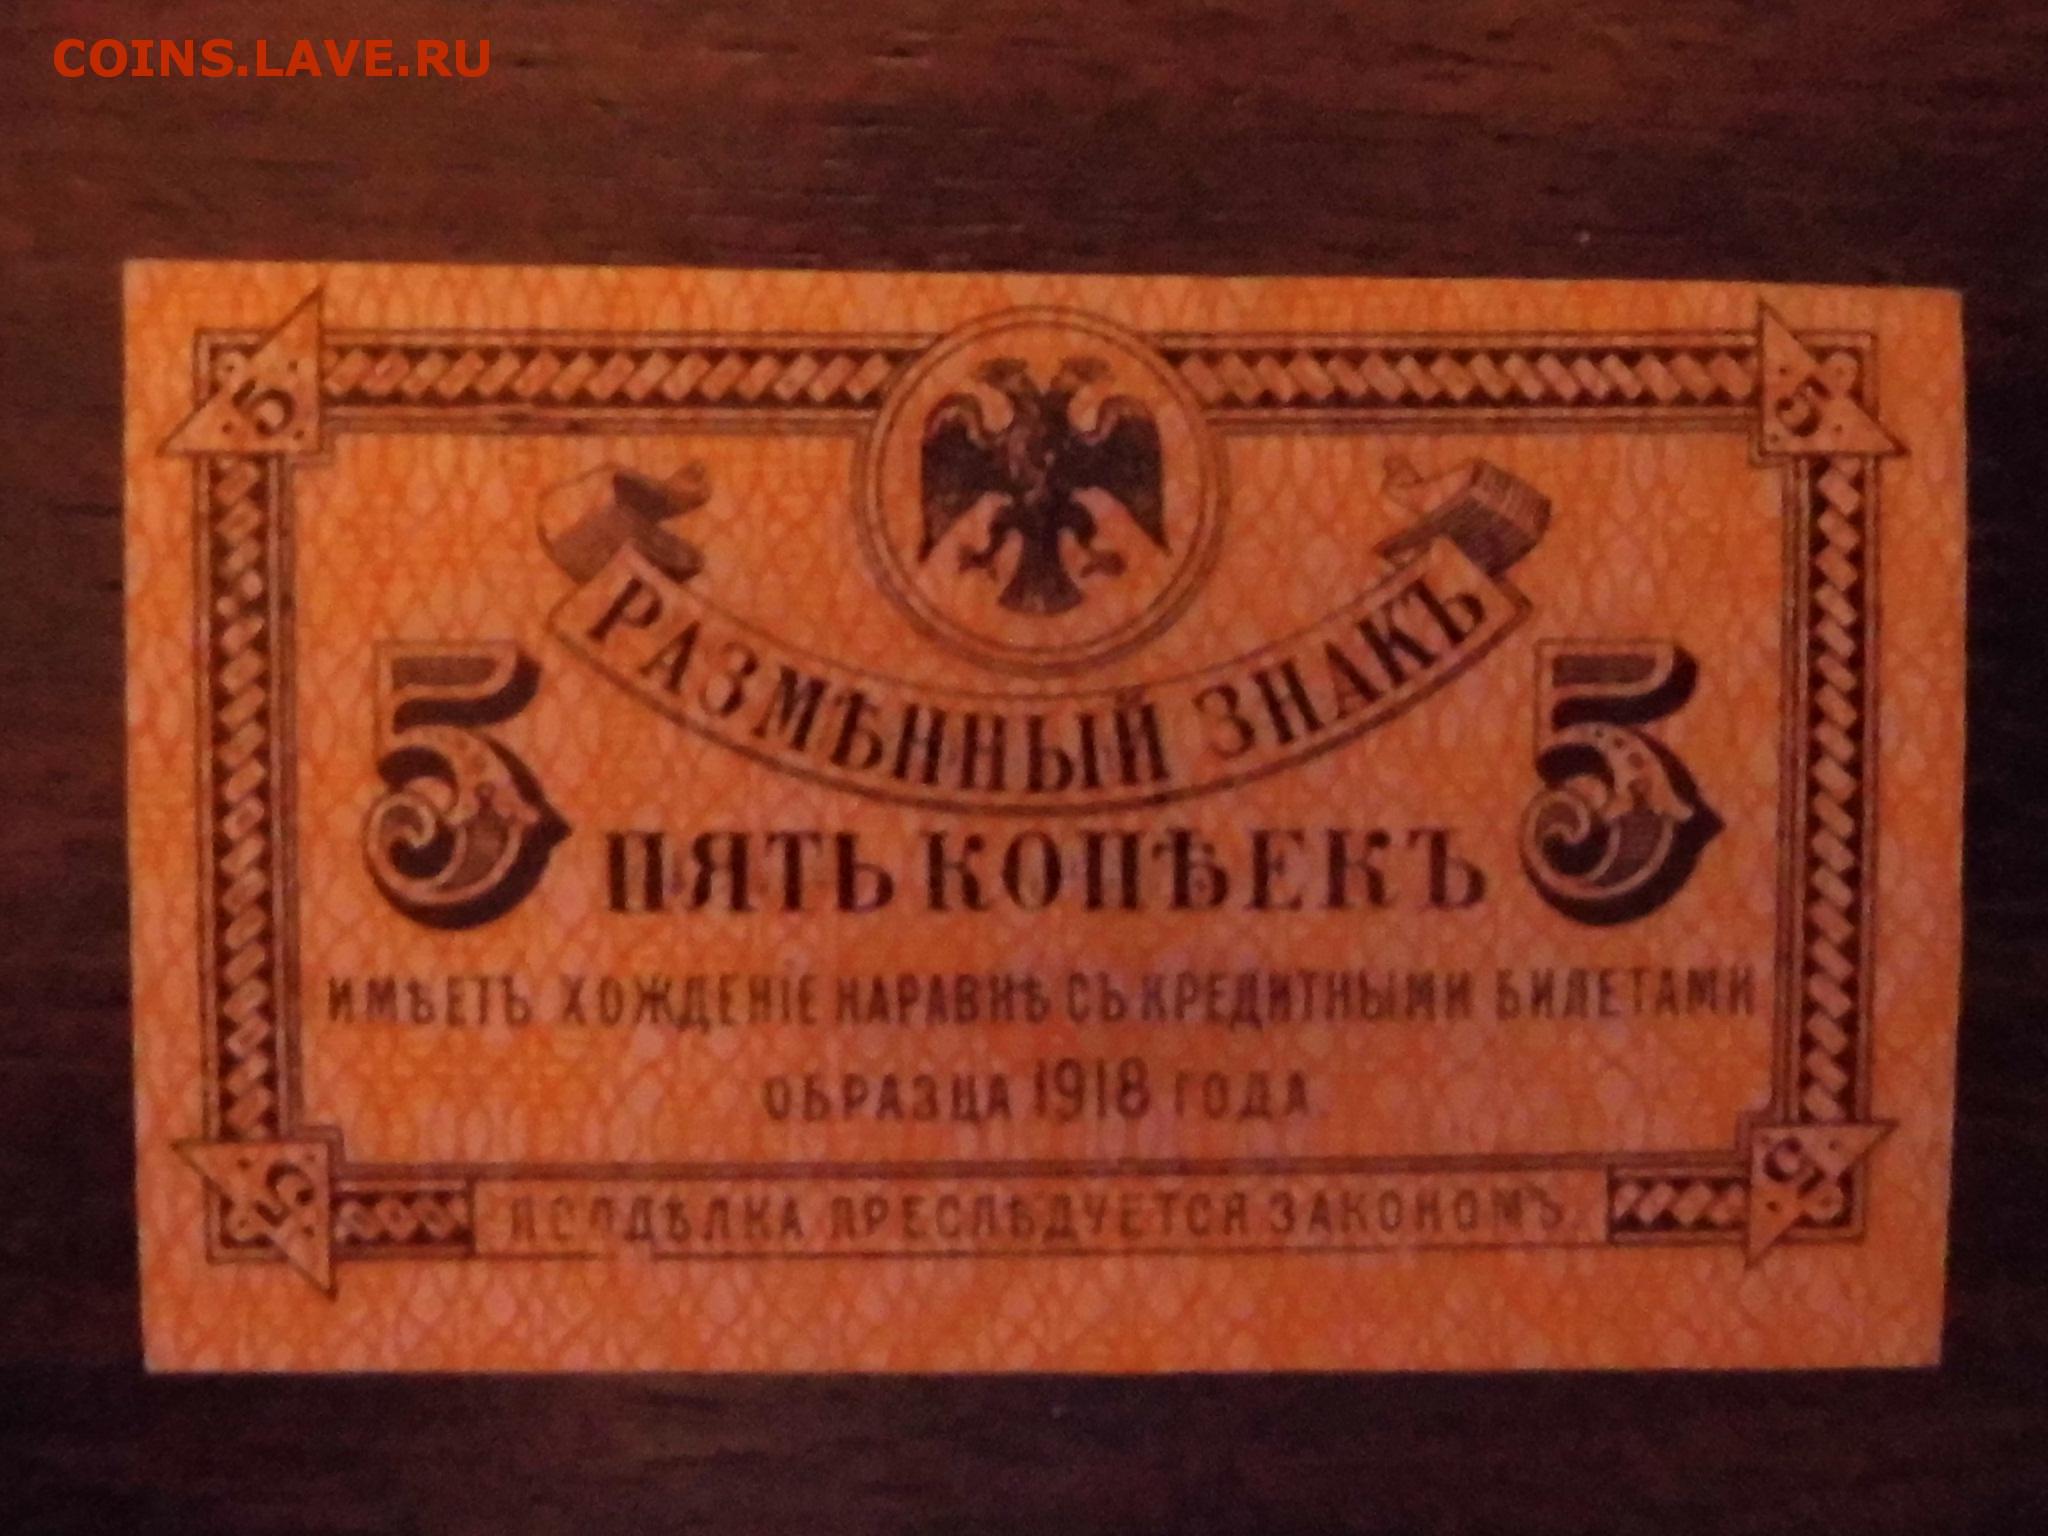 COINS.LAVE.RU
5 5
РАЗМѢННЫЙ ЗНАКЪ
5 ПЯТЬ КОПѢЕКЪ 5
ИМѢЕТЪ ХОЖДЕНІЕ НАРАВНѢ СЪ КРЕДИТНЫМИ БИЛЕТАМИ
ОБРАЗЦА 1918 ГОДА
5 ПОДДѢЛКА ПРЕСЛѢДУЕТСЯ ЗАКОНОМЪ. 5